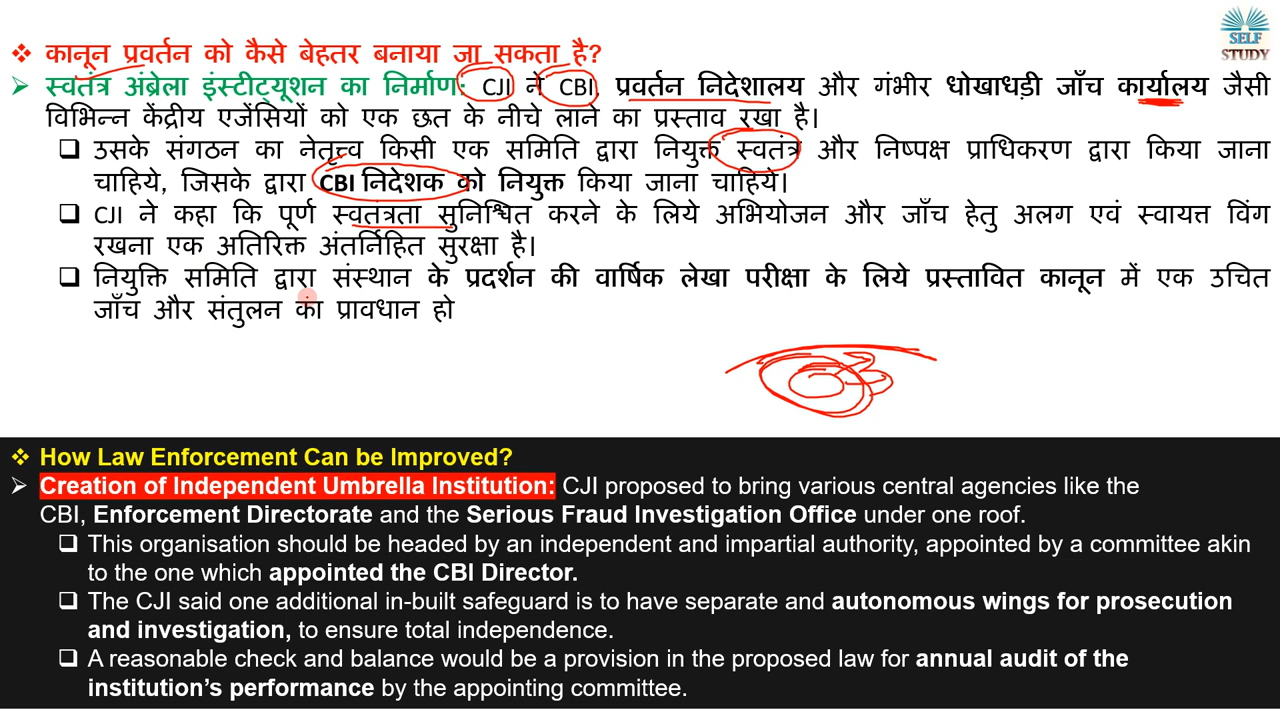 SELF
STUDY
❖ कानून प्रवर्तन को कैसे बेहतर बनाया जा सकता है?
➢ स्वतंत्र अंब्रेला इंस्टीट्यूशन का निर्माण: CJI ने CBI, प्रवर्तन निदेशालय और गंभीर धोखाधड़ी जाँच कार्यालय जैसी
विभिन्न केंद्रीय एजेंसियों को एक छत के नीचे लाने का प्रस्ताव रखा है।
❑ उसके संगठन का नेतृत्त्व किसी एक समिति द्वारा नियुक्त स्वतंत्र और निष्पक्ष प्राधिकरण द्वारा किया जाना
चाहिये, जिसके द्वारा CBI निदेशक को नियुक्त किया जाना चाहिये।
❑ CJI ने कहा कि पूर्ण स्वतंत्रता सुनिश्चित करने के लिये अभियोजन और जाँच हेतु अलग एवं स्वायत्त विंग
रखना एक अतिरिक्त अंतर्निहित सुरक्षा है।
❑ नियुक्ति समिति द्वारा संस्थान के प्रदर्शन की वार्षिक लेखा परीक्षा के लिये प्रस्तावित कानून में एक उचित
जाँच और संतुलन का प्रावधान हो
❖ How Law Enforcement Can be Improved?
➢ Creation of Independent Umbrella Institution: CJI proposed to bring various central agencies like the
CBI, Enforcement Directorate and the Serious Fraud Investigation Office under one roof.
❑ This organisation should be headed by an independent and impartial authority, appointed by a committee akin
to the one which appointed the CBI Director.
❑ The CJI said one additional in-built safeguard is to have separate and autonomous wings for prosecution
and investigation, to ensure total independence.
❑ A reasonable check and balance would be a provision in the proposed law for annual audit of the
institution's performance by the appointing committee.